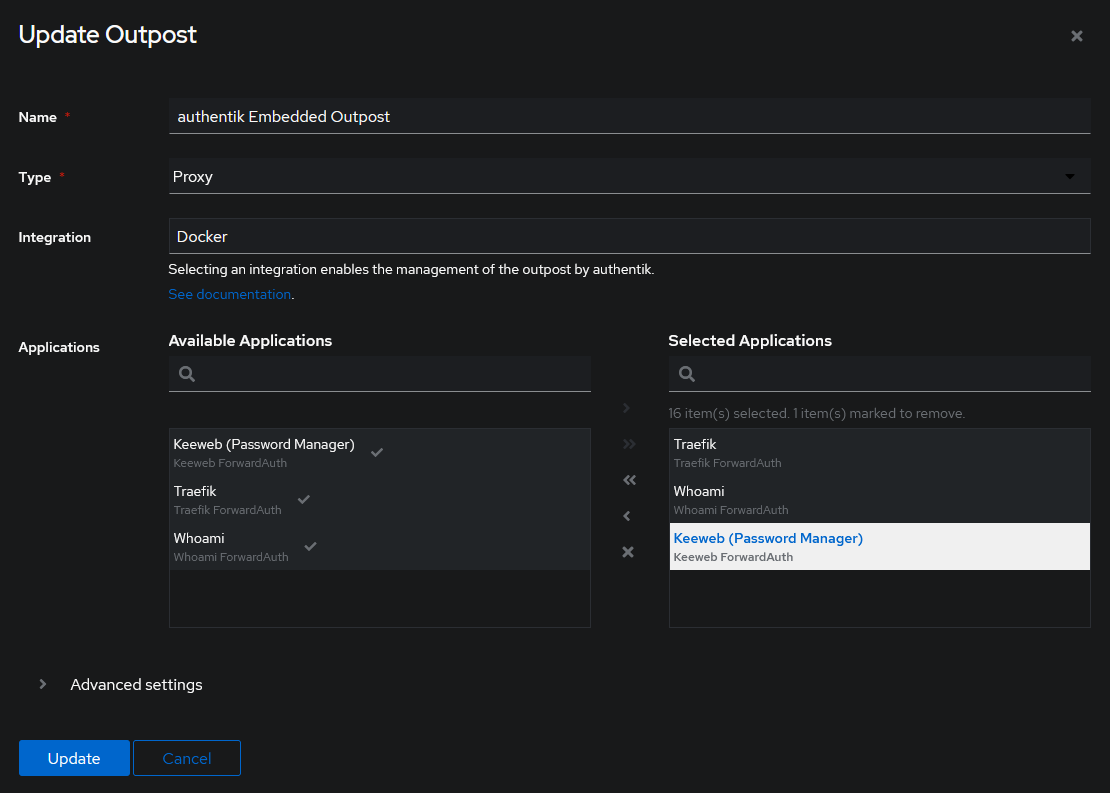 Update Outpost
Name *
authentik Embedded Outpost
Type *
Proxy
Integration
Docker
Selecting an integration enables the management of the outpost by authentik.
See documentation.
Applications
Available Applications
Keeweb (Password Manager)
Keeweb ForwardAuth
Traefik
Traefik ForwardAuth
Whoami
Whoami ForwardAuth
Selected Applications
16 item(s) selected. 1 item(s) marked to remove.
Traefik
Traefik ForwardAuth
Whoami
Whoami ForwardAuth
Keeweb (Password Manager)
Keeweb ForwardAuth
Advanced settings
Update
Cancel